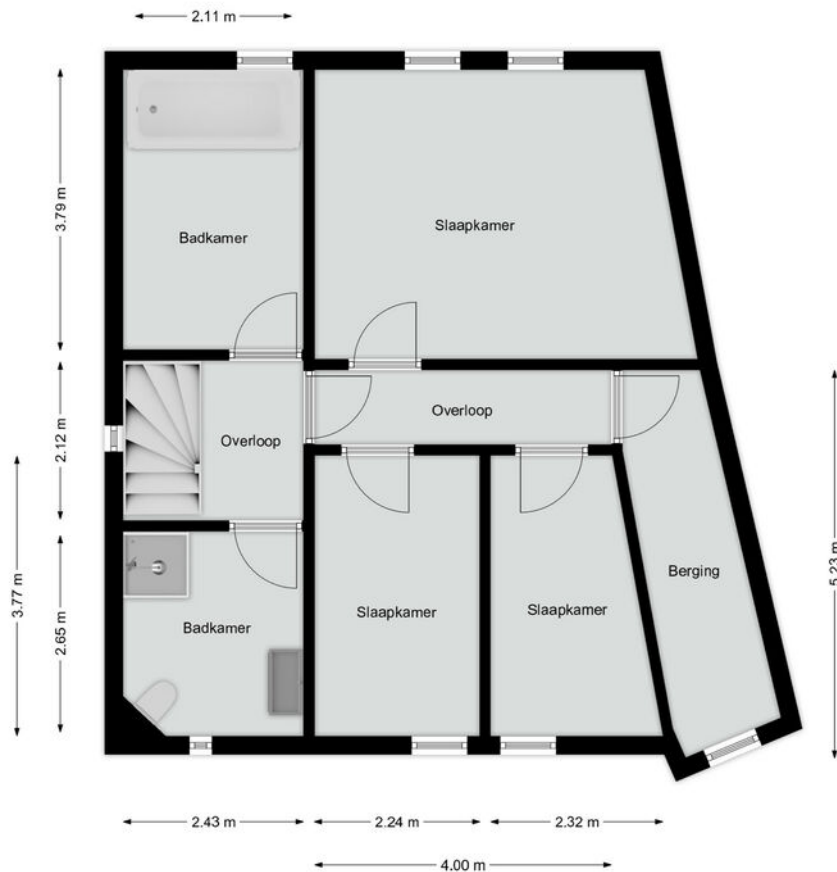 2.11 m
3.79 m
Slaapkamer
Badkamer
2.12 m
Overloop
Overloop
3.77 m
5.23 m
2.65 m
Berging
Slaapkamer
Slaapkamer
Badkamer
2.43 m
2.24 m
2.32 m
4.00 m